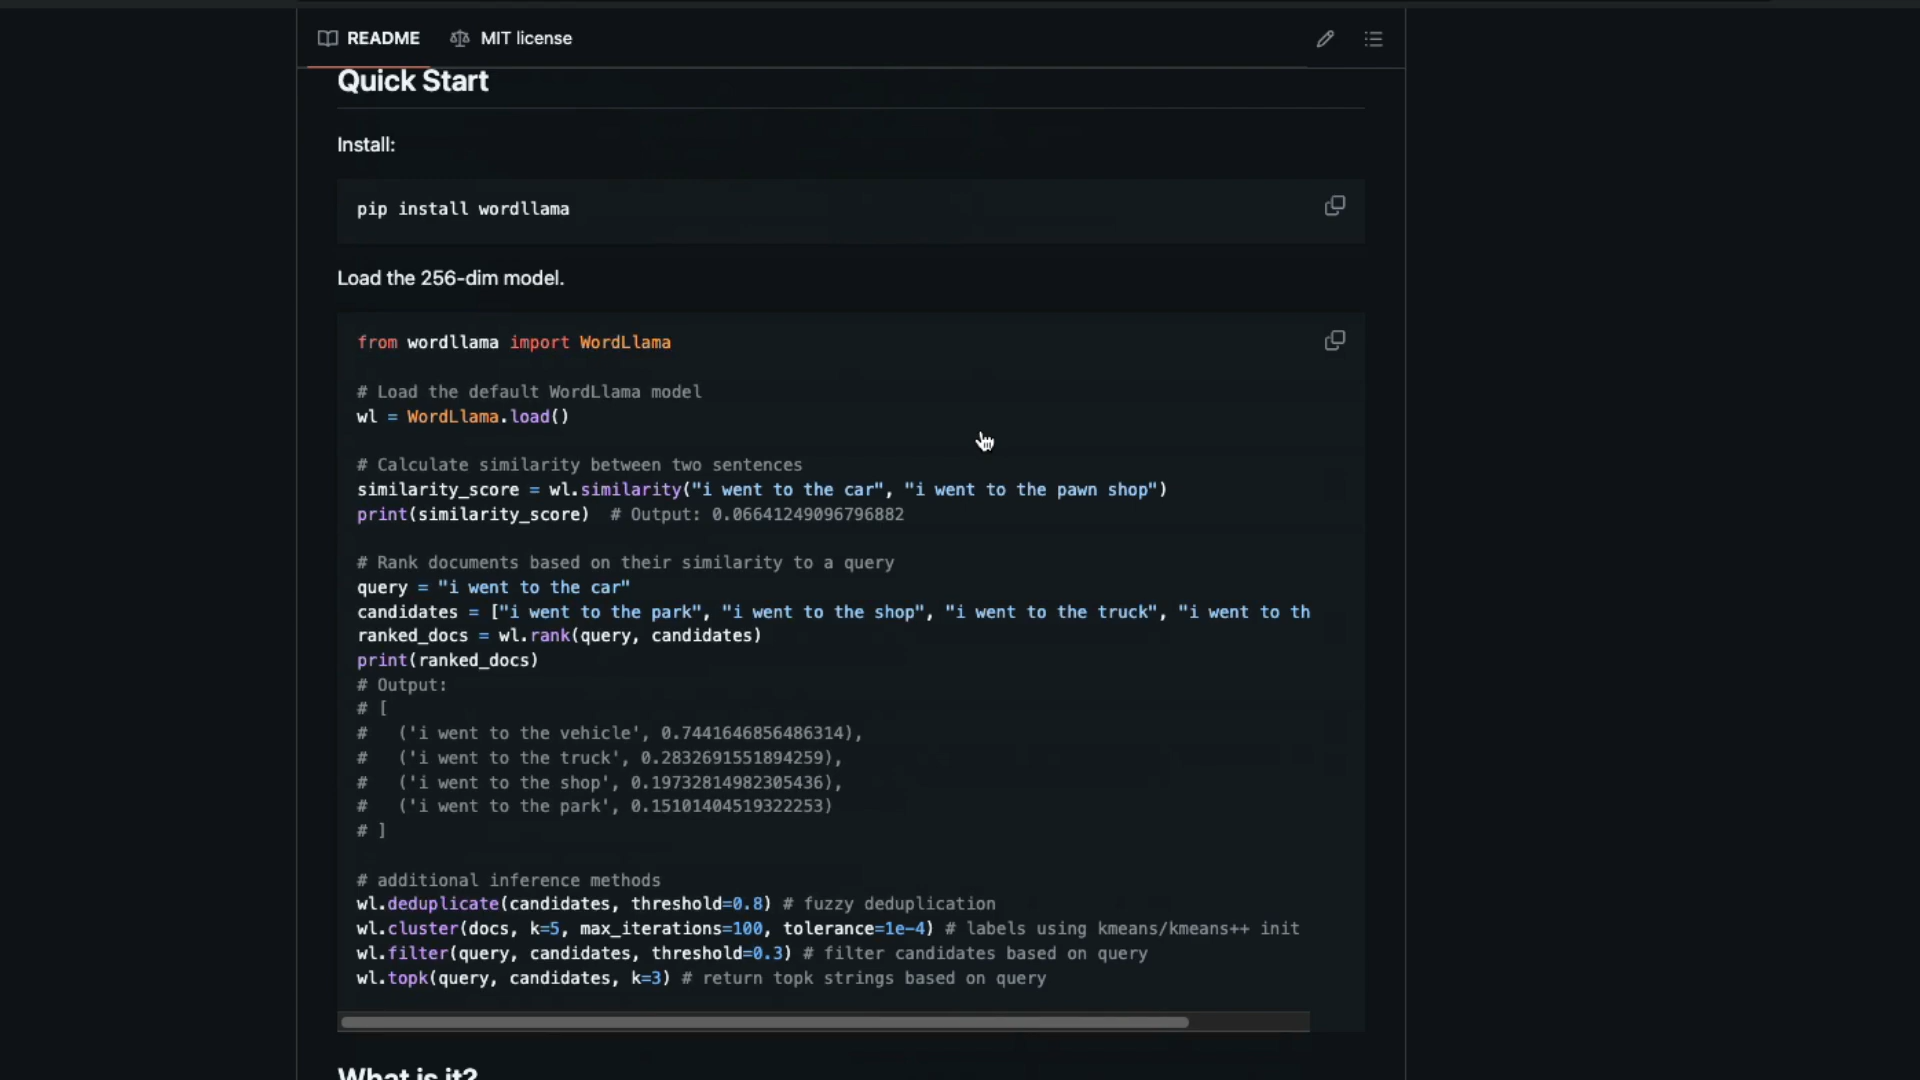 README MIT license
Quick Start
Install:
pip install wordllama
Load the 256-dim model.
from wordllama import WordLlama
# Load the default WordLlama model
wl = WordLlama.load()
# Calculate similarity between two sentences
similarity_score = wl.similarity("i went to the car", "i went to the pawn shop")
print(similarity_score)  # Output: 0.06641249096796882
# Rank documents based on their similarity to a query
query = "i went to the car"
candidates = ["i went to the park", "i went to the shop", "i went to the truck", "i went to th
ranked_docs = wl.rank(query, candidates)
print(ranked_docs)
# Output:
# [
#   ('i went to the vehicle', 0.7441646856486314),
#   ('i went to the truck', 0.2832691551894259),
#   ('i went to the shop', 0.19732814982305436),
#   ('i went to the park', 0.15101404519322253)
# ]
# additional inference methods
wl.deduplicate(candidates, threshold=0.8) # fuzzy deduplication
wl.cluster(docs, k=5, max_iterations=100, tolerance=1e-4) # labels using kmeans/kmeans++ init
wl.filter(query, candidates, threshold=0.3) # filter candidates based on query
wl.topk(query, candidates, k=3) # return topk strings based on query
What is it?